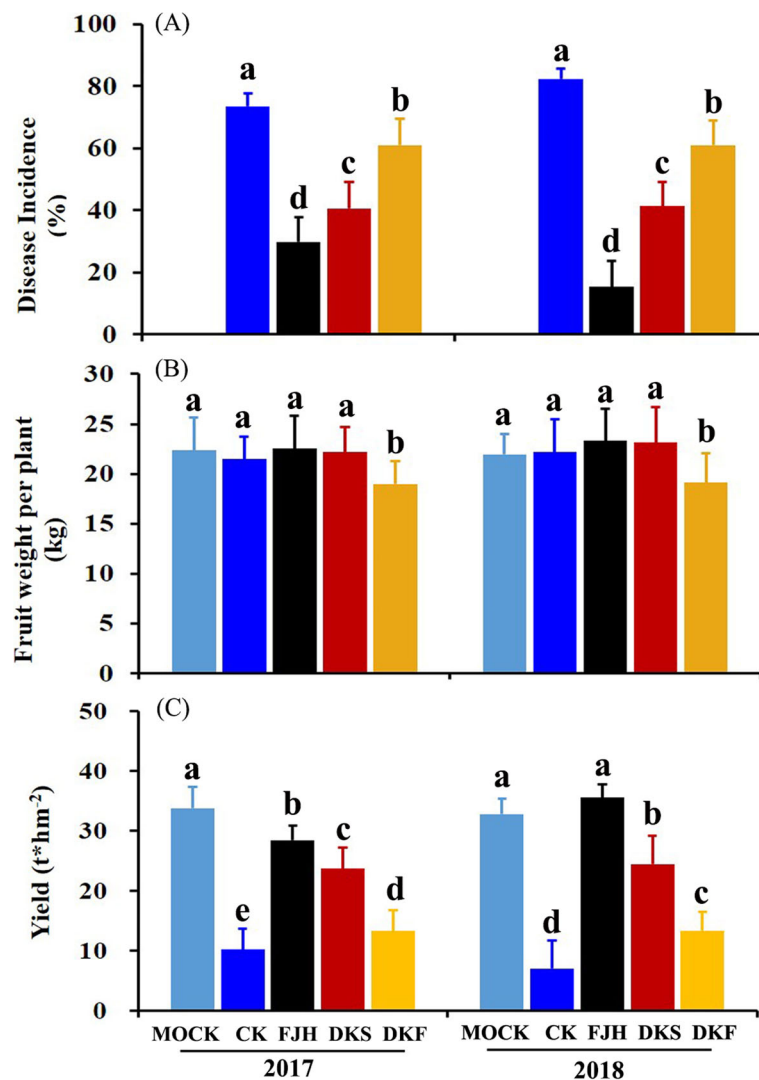 (A)
Disease Incidence
(%)
100
80
60
40
20
0
a
d
c
b
a
d
c
b
(B)
Fruit weight per plant
(kg)
30
25
20
15
10
5
0
a
a
a
a
b
a
a
a
a
b
(C)
Yield (t*hm⁻²)
50
40
30
20
10
0
a
e
b
c
d
a
d
a
b
c
MOCK CK FJH DKS DKF MOCK CK FJH DKS DKF
2017 2018